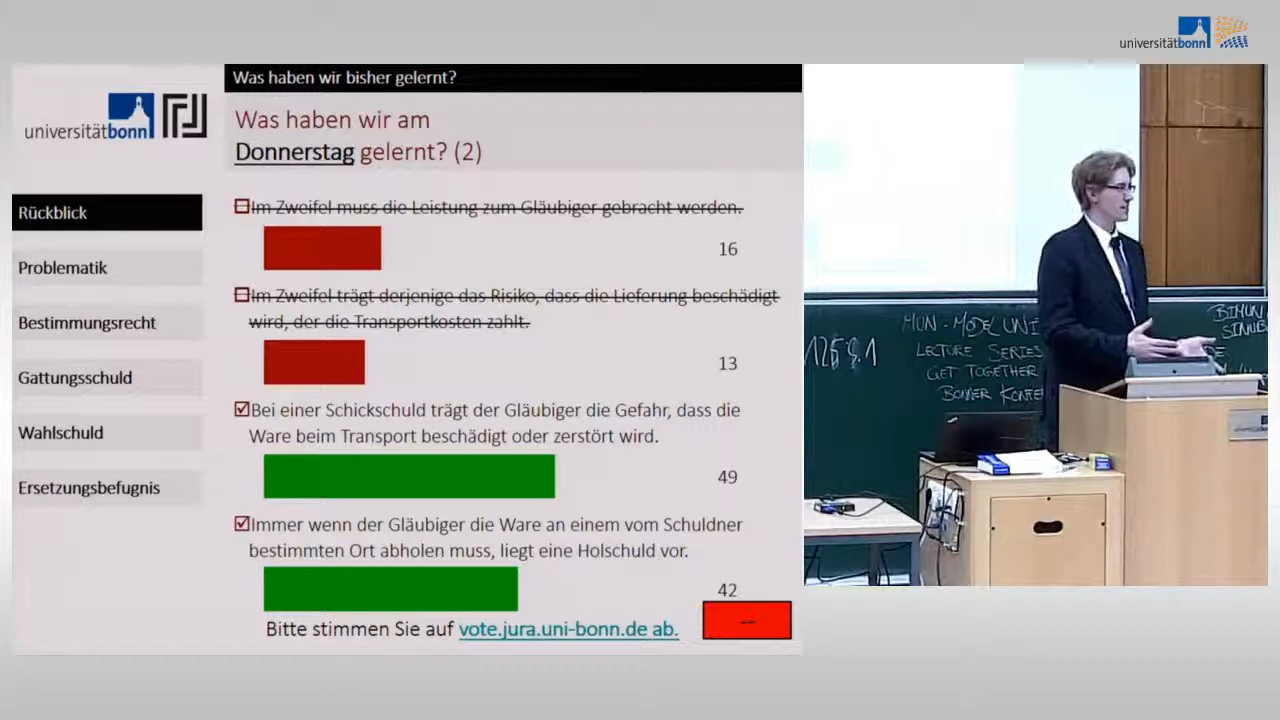 universitätbonn
Was haben wir bisher gelernt?
universitätbonn
Was haben wir am
Donnerstag gelernt? (2)
Rückblick
Problematik
Bestimmungsrecht
Gattungsschuld
Wahlschuld
Ersetzungsbefugnis
Im Zweifel muss die Leistung zum Gläubiger gebracht werden.
16
Im Zweifel trägt derjenige das Risiko, dass die Lieferung beschädigt
wird, der die Transportkosten zahlt.
13
Bei einer Schickschuld trägt der Gläubiger die Gefahr, dass die
Ware beim Transport beschädigt oder zerstört wird.
49
Immer wenn der Gläubiger die Ware an einem vom Schuldner
bestimmten Ort abholen muss, liegt eine Holschuld vor.
42
Bitte stimmen Sie auf vote.jura.uni-bonn.de ab.
--
MUN - MODEL UNI
LECTURE SERIES
GET TOGETHER
BIMUN
SINUB